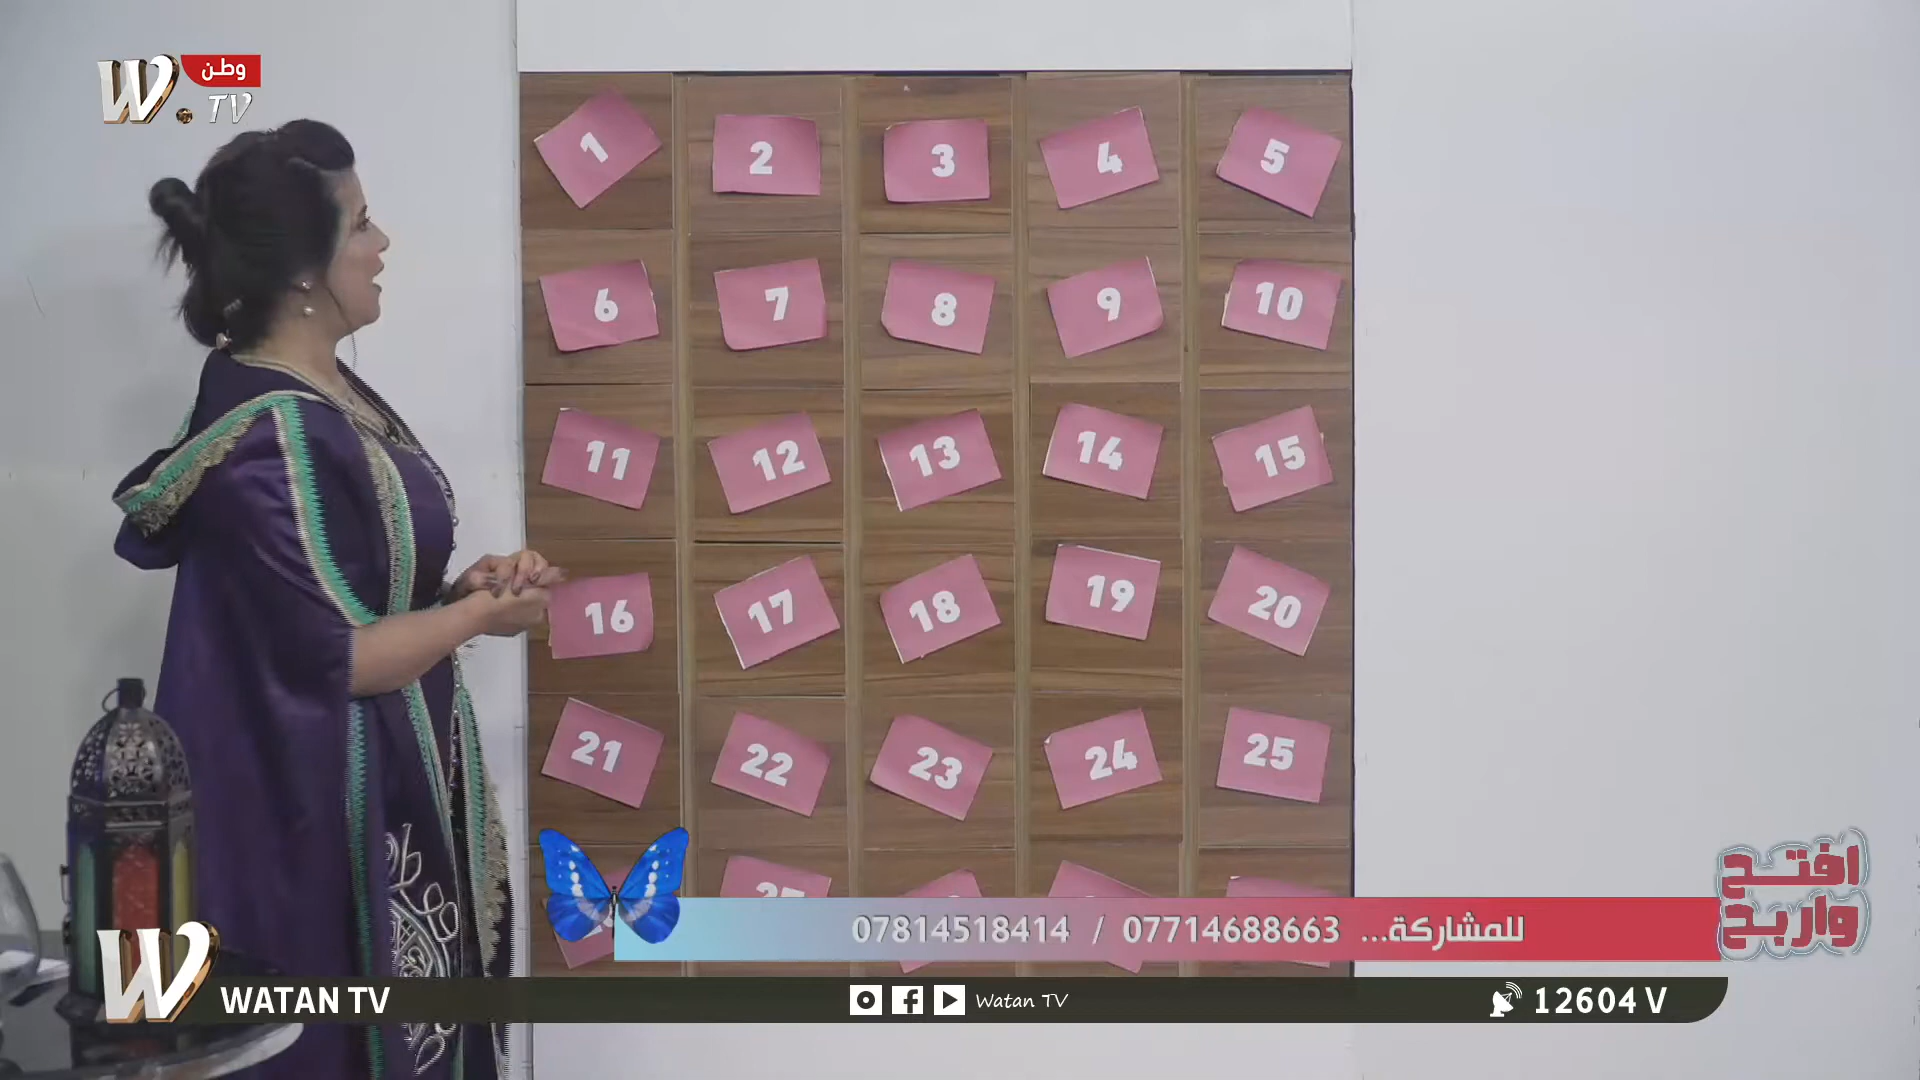 وطن
W.
TV
1 2 3 4 5
6 7 8 9 10
11 12 13 14 15
16 17 18 19 20
21 22 23 24 25
للمشاركة... 07714688663 / 07814518414
افتح
واربح
W WATAN TV
Watan TV
12604 V